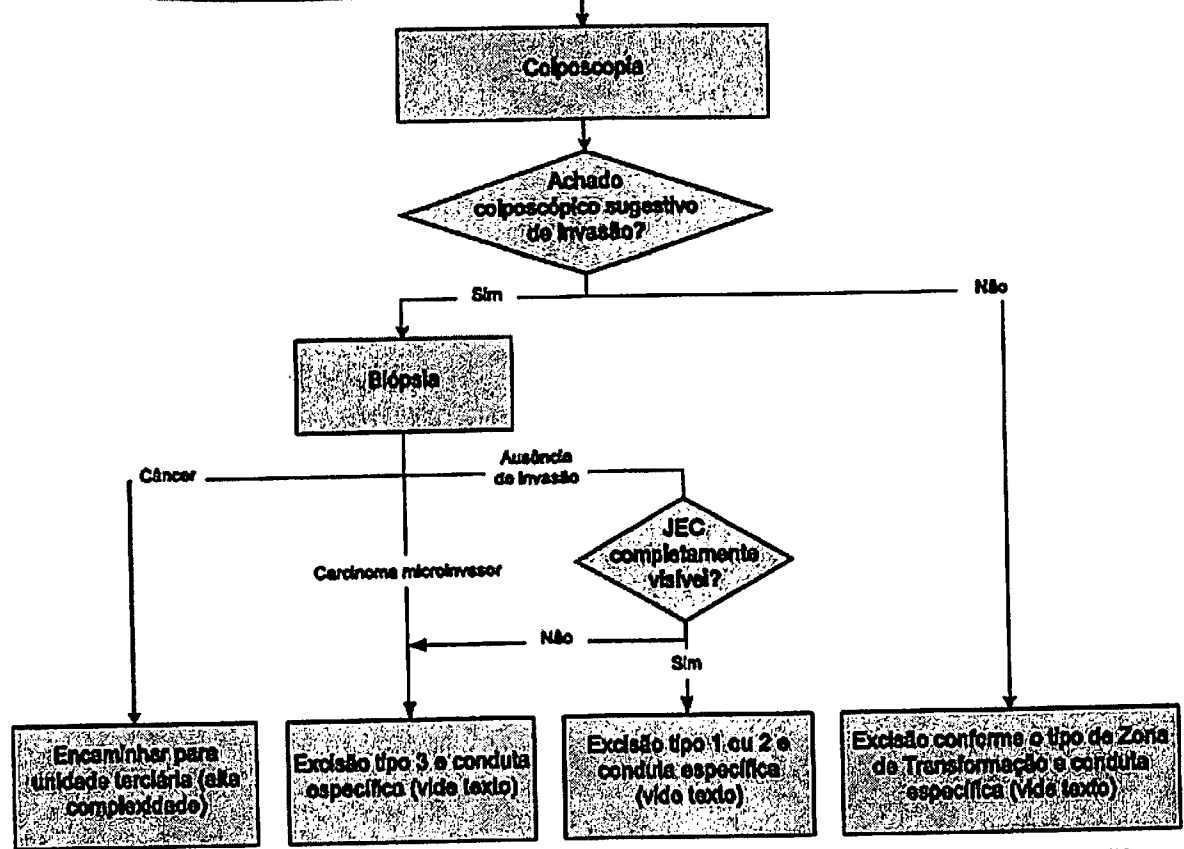 Colposcopia
Achado
colposcópico sugestivo
de invasão?
Sim
Não
Biópsia
Câncer
Ausência
de invasão
JEC
completamente
visível?
Carcinoma microinvasor
Não
Sim
Encaminhar para
unidade terciária (alta
complexidade)
Excisão tipo 3 e conduta
específica (vide texto)
Excisão tipo 1 ou 2 e
conduta específica
(vide texto)
Excisão conforme o tipo de Zona
de Transformação e conduta
específica (vide texto)